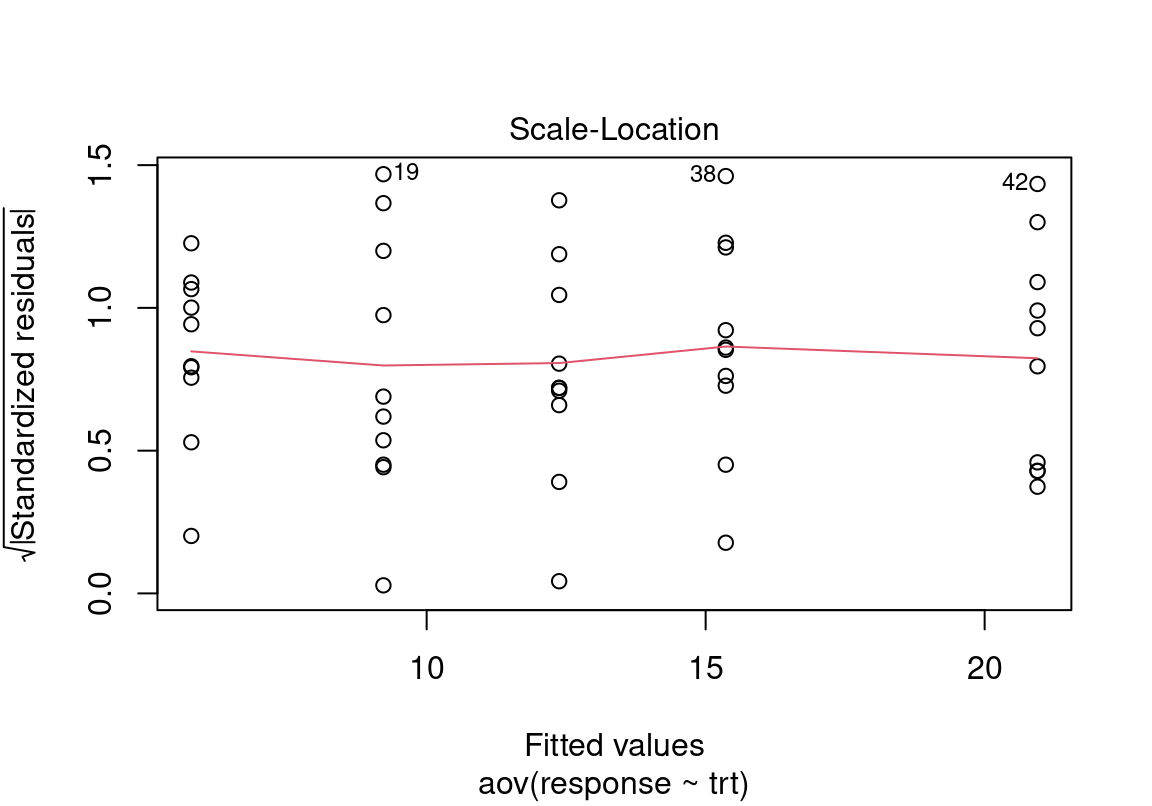 Scale-Location
√|Standardized residuals|
1.5
1.0
0.5
0.0
19
38
42
10 15 20
Fitted values
aov(response ~ trt)